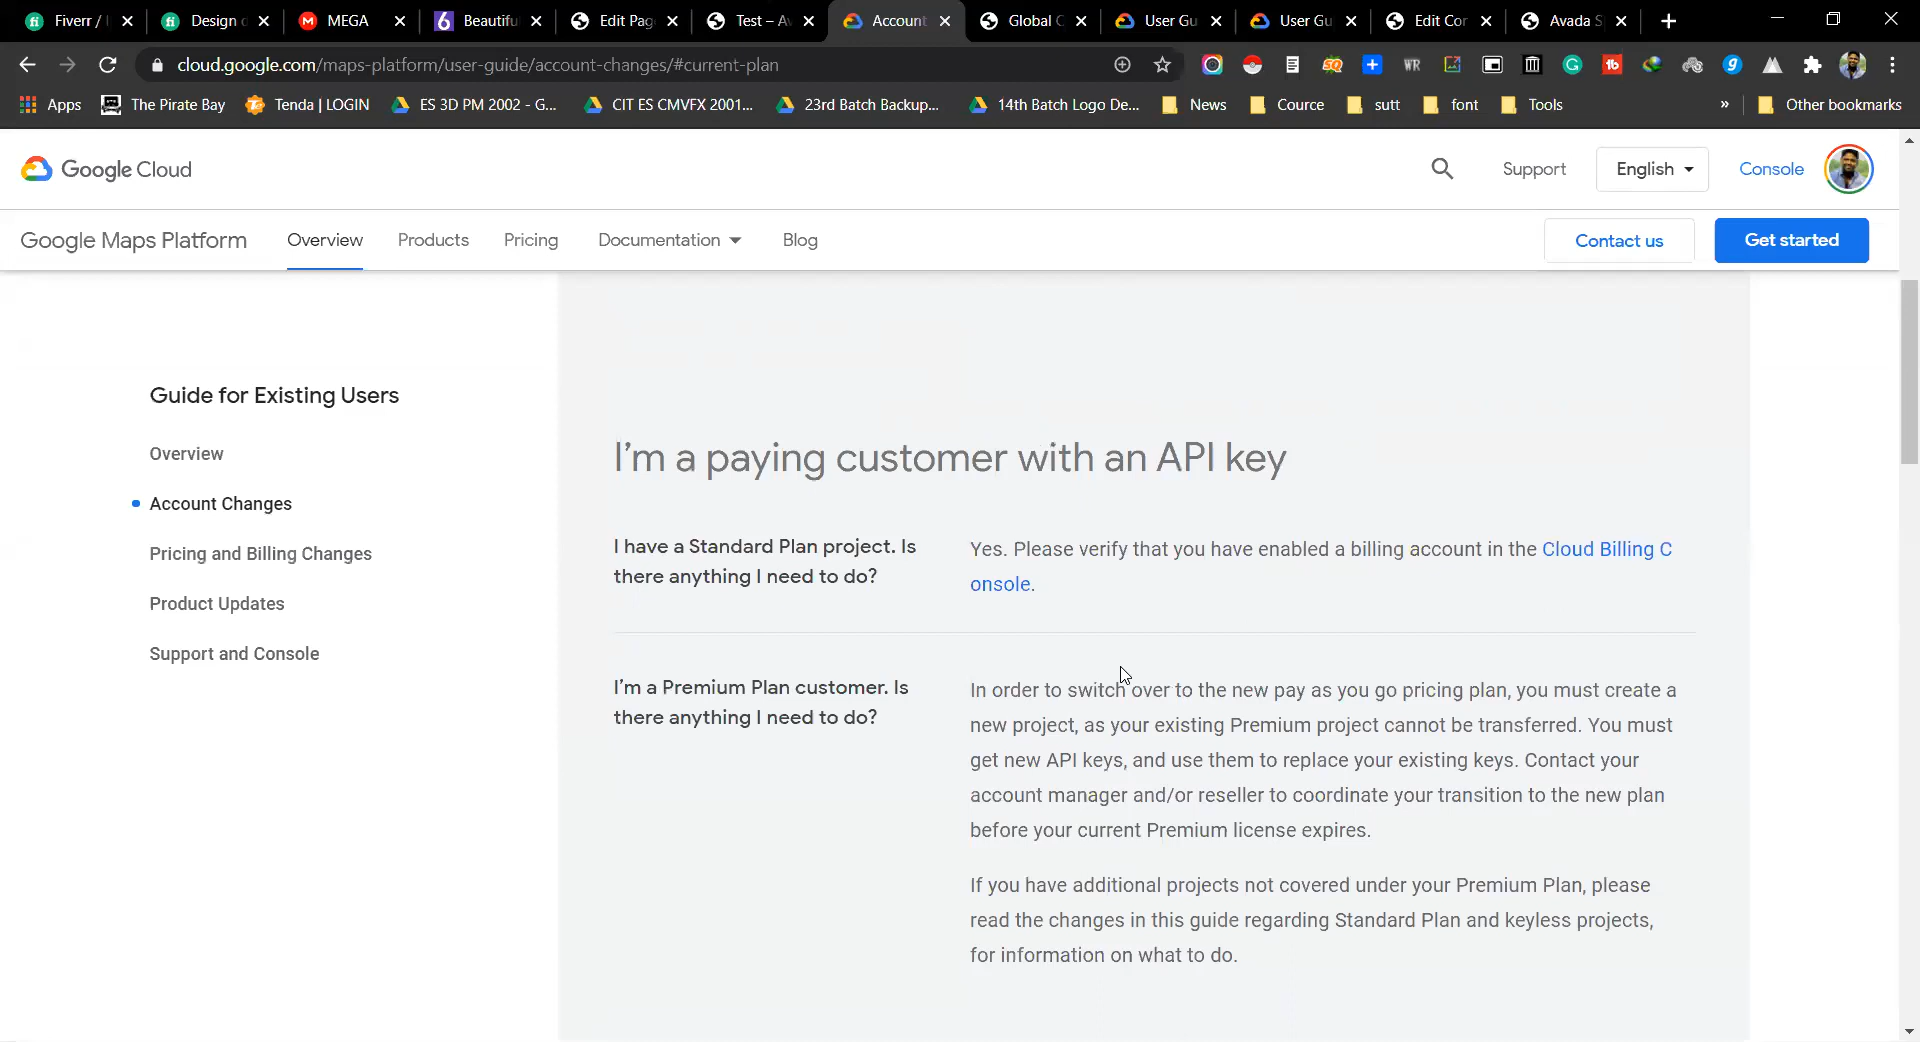 Fiverr /
Design o
MEGA
Beautifu
Edit Pag
Test – Av
Account
Global C
User Gu
User Gu
Edit Cor
Avada S
cloud.google.com/maps-platform/user-guide/account-changes/#current-plan
Apps
The Pirate Bay
Tenda | LOGIN
ES 3D PM 2002 - G...
CIT ES CMVFX 2001...
23rd Batch Backup...
14th Batch Logo De...
News
Cource
sutt
font
Tools
»
Other bookmarks
Google Cloud
Support
English
Console
Google Maps Platform
Overview
Products
Pricing
Documentation
Blog
Contact us
Get started
Guide for Existing Users
Overview
Account Changes
Pricing and Billing Changes
Product Updates
Support and Console
I'm a paying customer with an API key
I have a Standard Plan project. Is
there anything I need to do?
Yes. Please verify that you have enabled a billing account in the Cloud Billing C
onsole.
I'm a Premium Plan customer. Is
there anything I need to do?
In order to switch over to the new pay as you go pricing plan, you must create a
new project, as your existing Premium project cannot be transferred. You must
get new API keys, and use them to replace your existing keys. Contact your
account manager and/or reseller to coordinate your transition to the new plan
before your current Premium license expires.
If you have additional projects not covered under your Premium Plan, please
read the changes in this guide regarding Standard Plan and keyless projects,
for information on what to do.